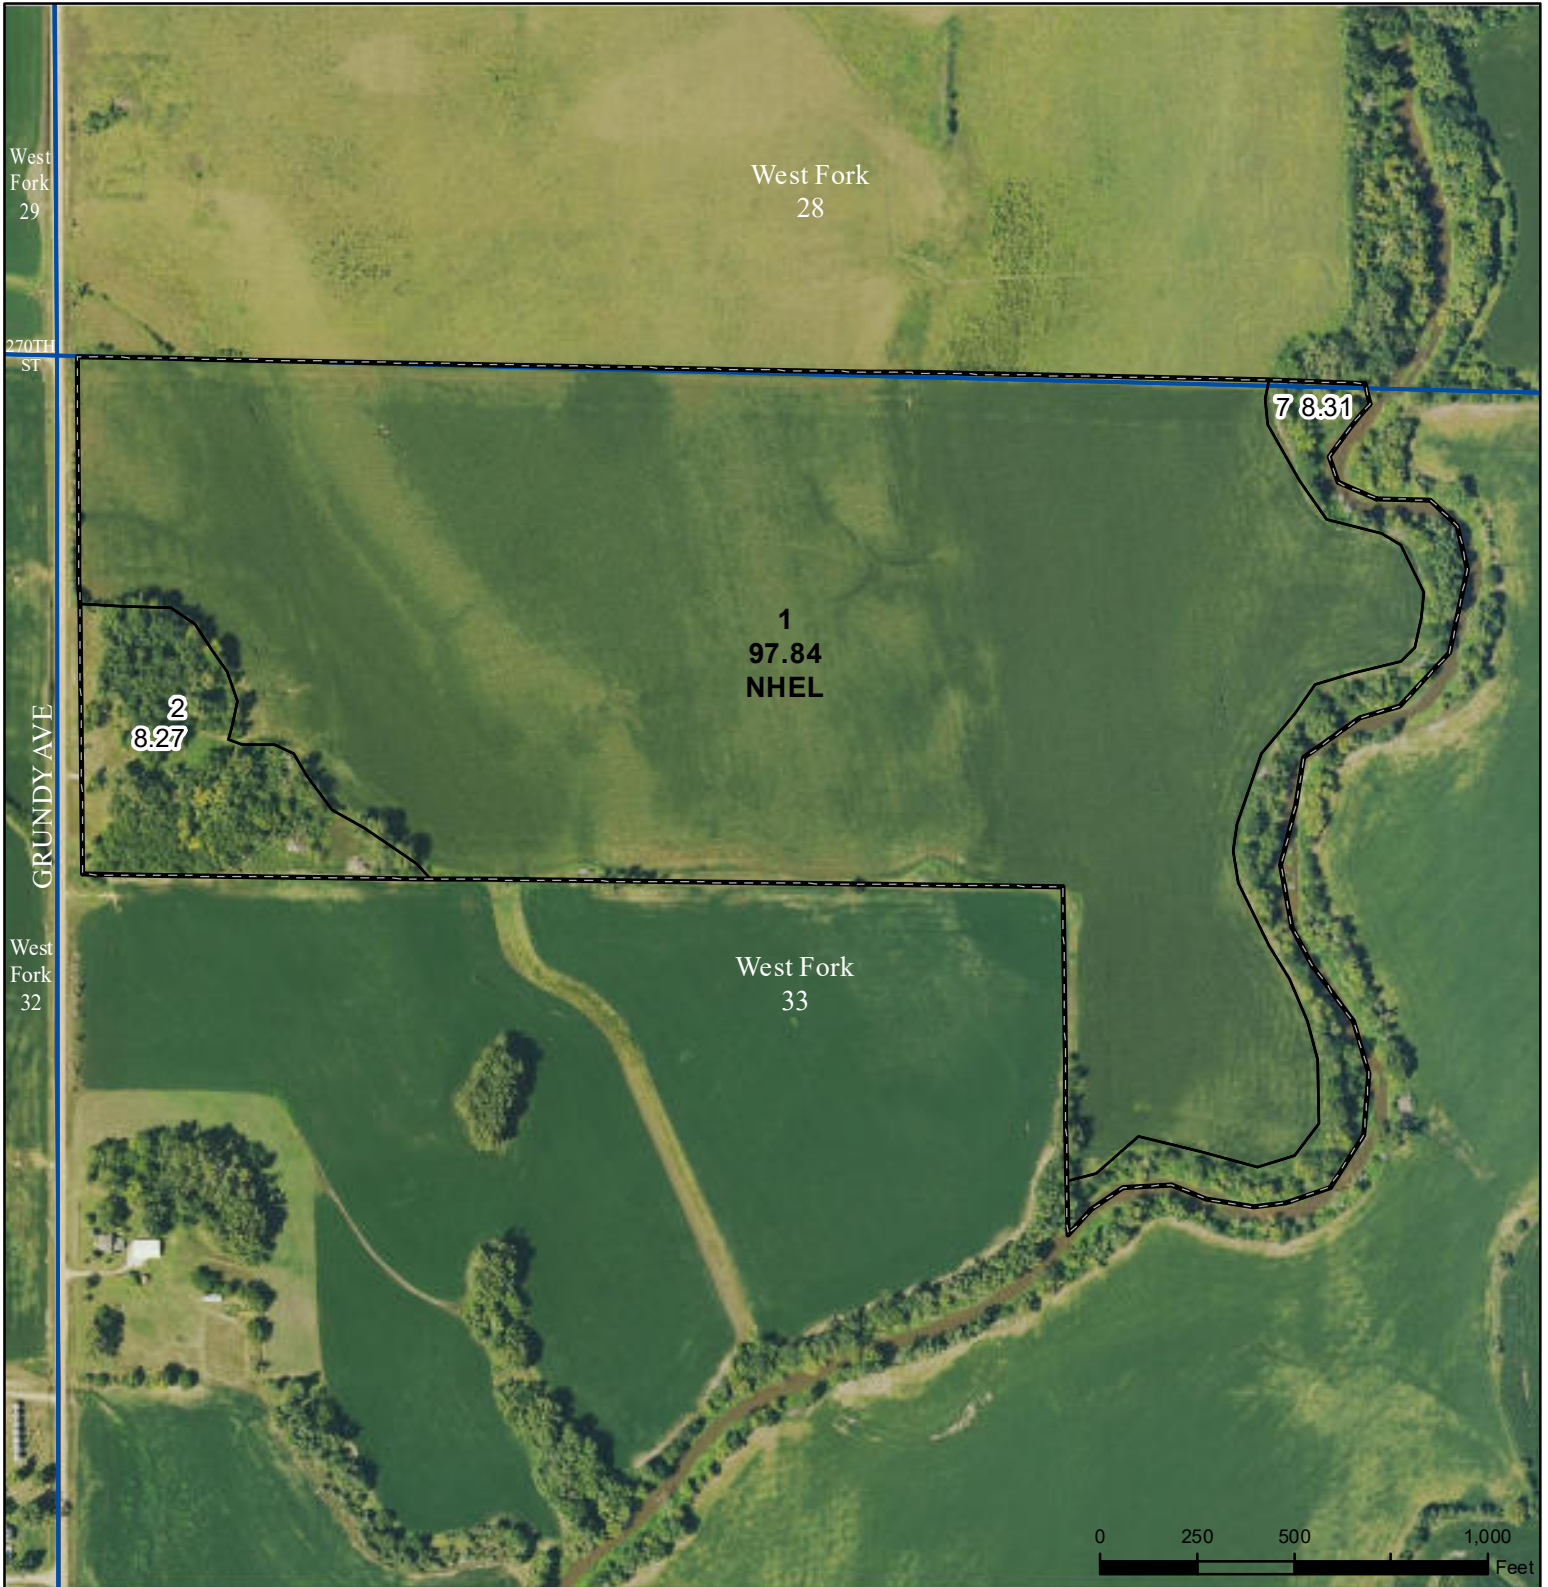 West
Fork
29
West Fork
28
270TH
ST
7 8.31
1
97.84
NHEL
2
8.27
GRUNDY AVE
West
Fork
32
West Fork
33
0 250 500 1,000
Feet